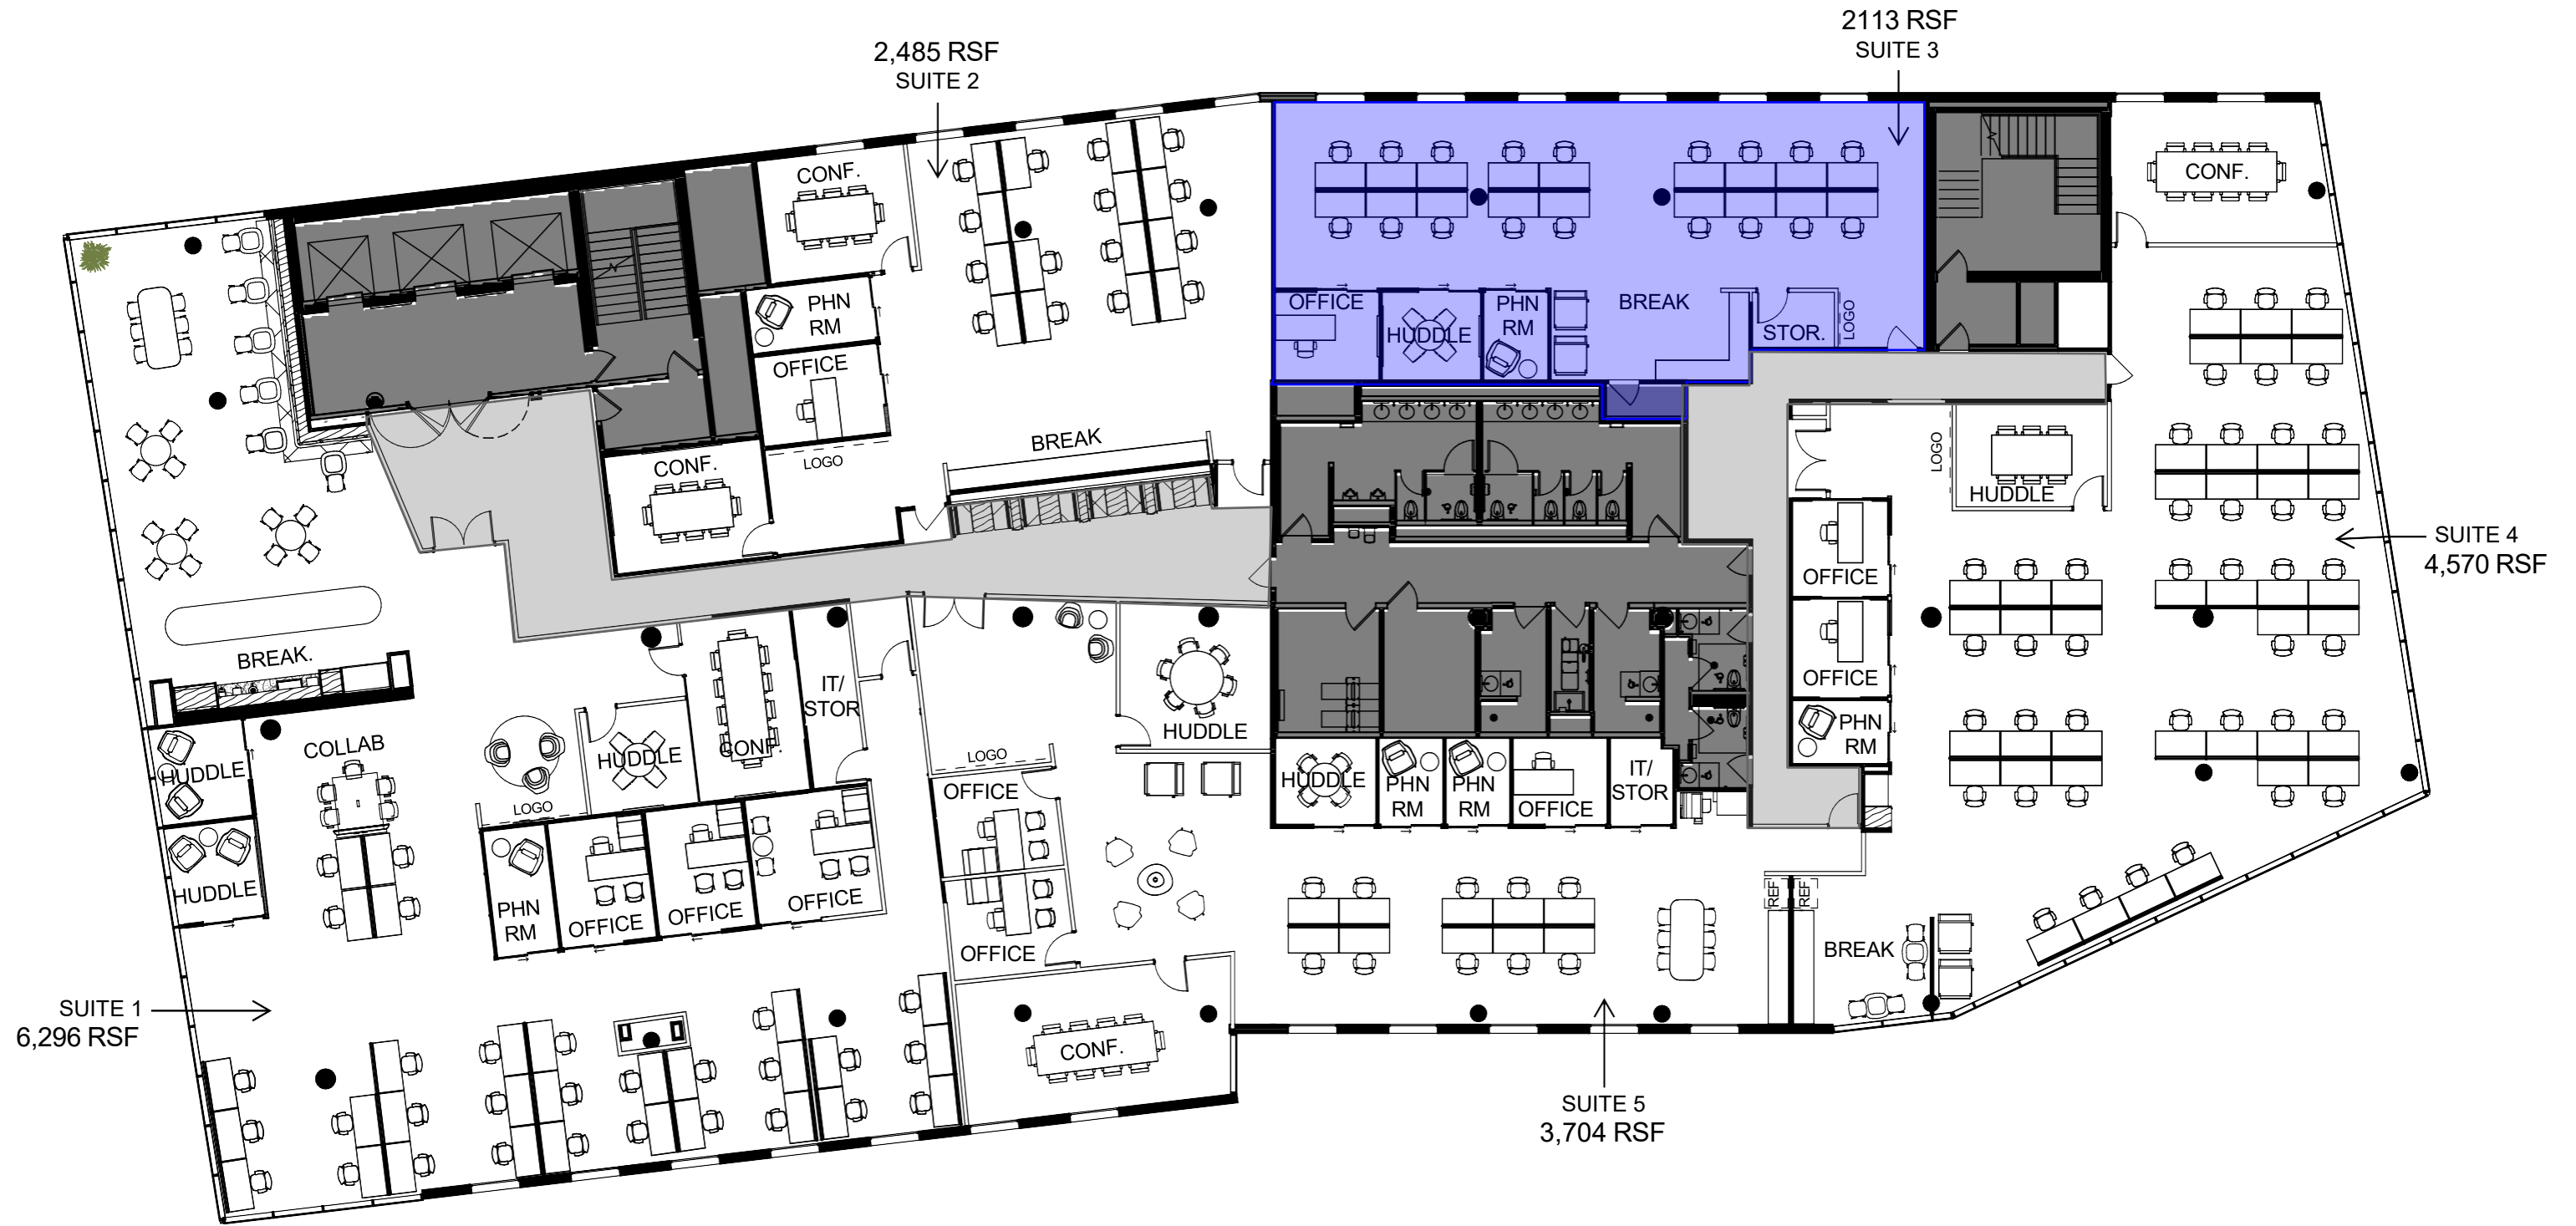 2113 RSF
SUITE 3
2,485 RSF
SUITE 2
CONF.
CONF.
PHN
RM
OFFICE
LOGO
BREAK
CONF.
OFFICE
HUDDLE
PHN
RM
BREAK
STOR.
LOGO
LOGO
HUDDLE
SUITE 4
4,570 RSF
OFFICE
OFFICE
PHN
RM
BREAK.
COLLAB
HUDDLE
HUDDLE
LOGO
HUDDLE
CONF.
IT/
STOR
LOGO
HUDDLE
OFFICE
HUDDLE
PHN
RM
PHN
RM
OFFICE
IT/
STOR
PHN
RM
OFFICE
OFFICE
OFFICE
OFFICE
REF
REF
BREAK
SUITE 1
6,296 RSF
CONF.
SUITE 5
3,704 RSF